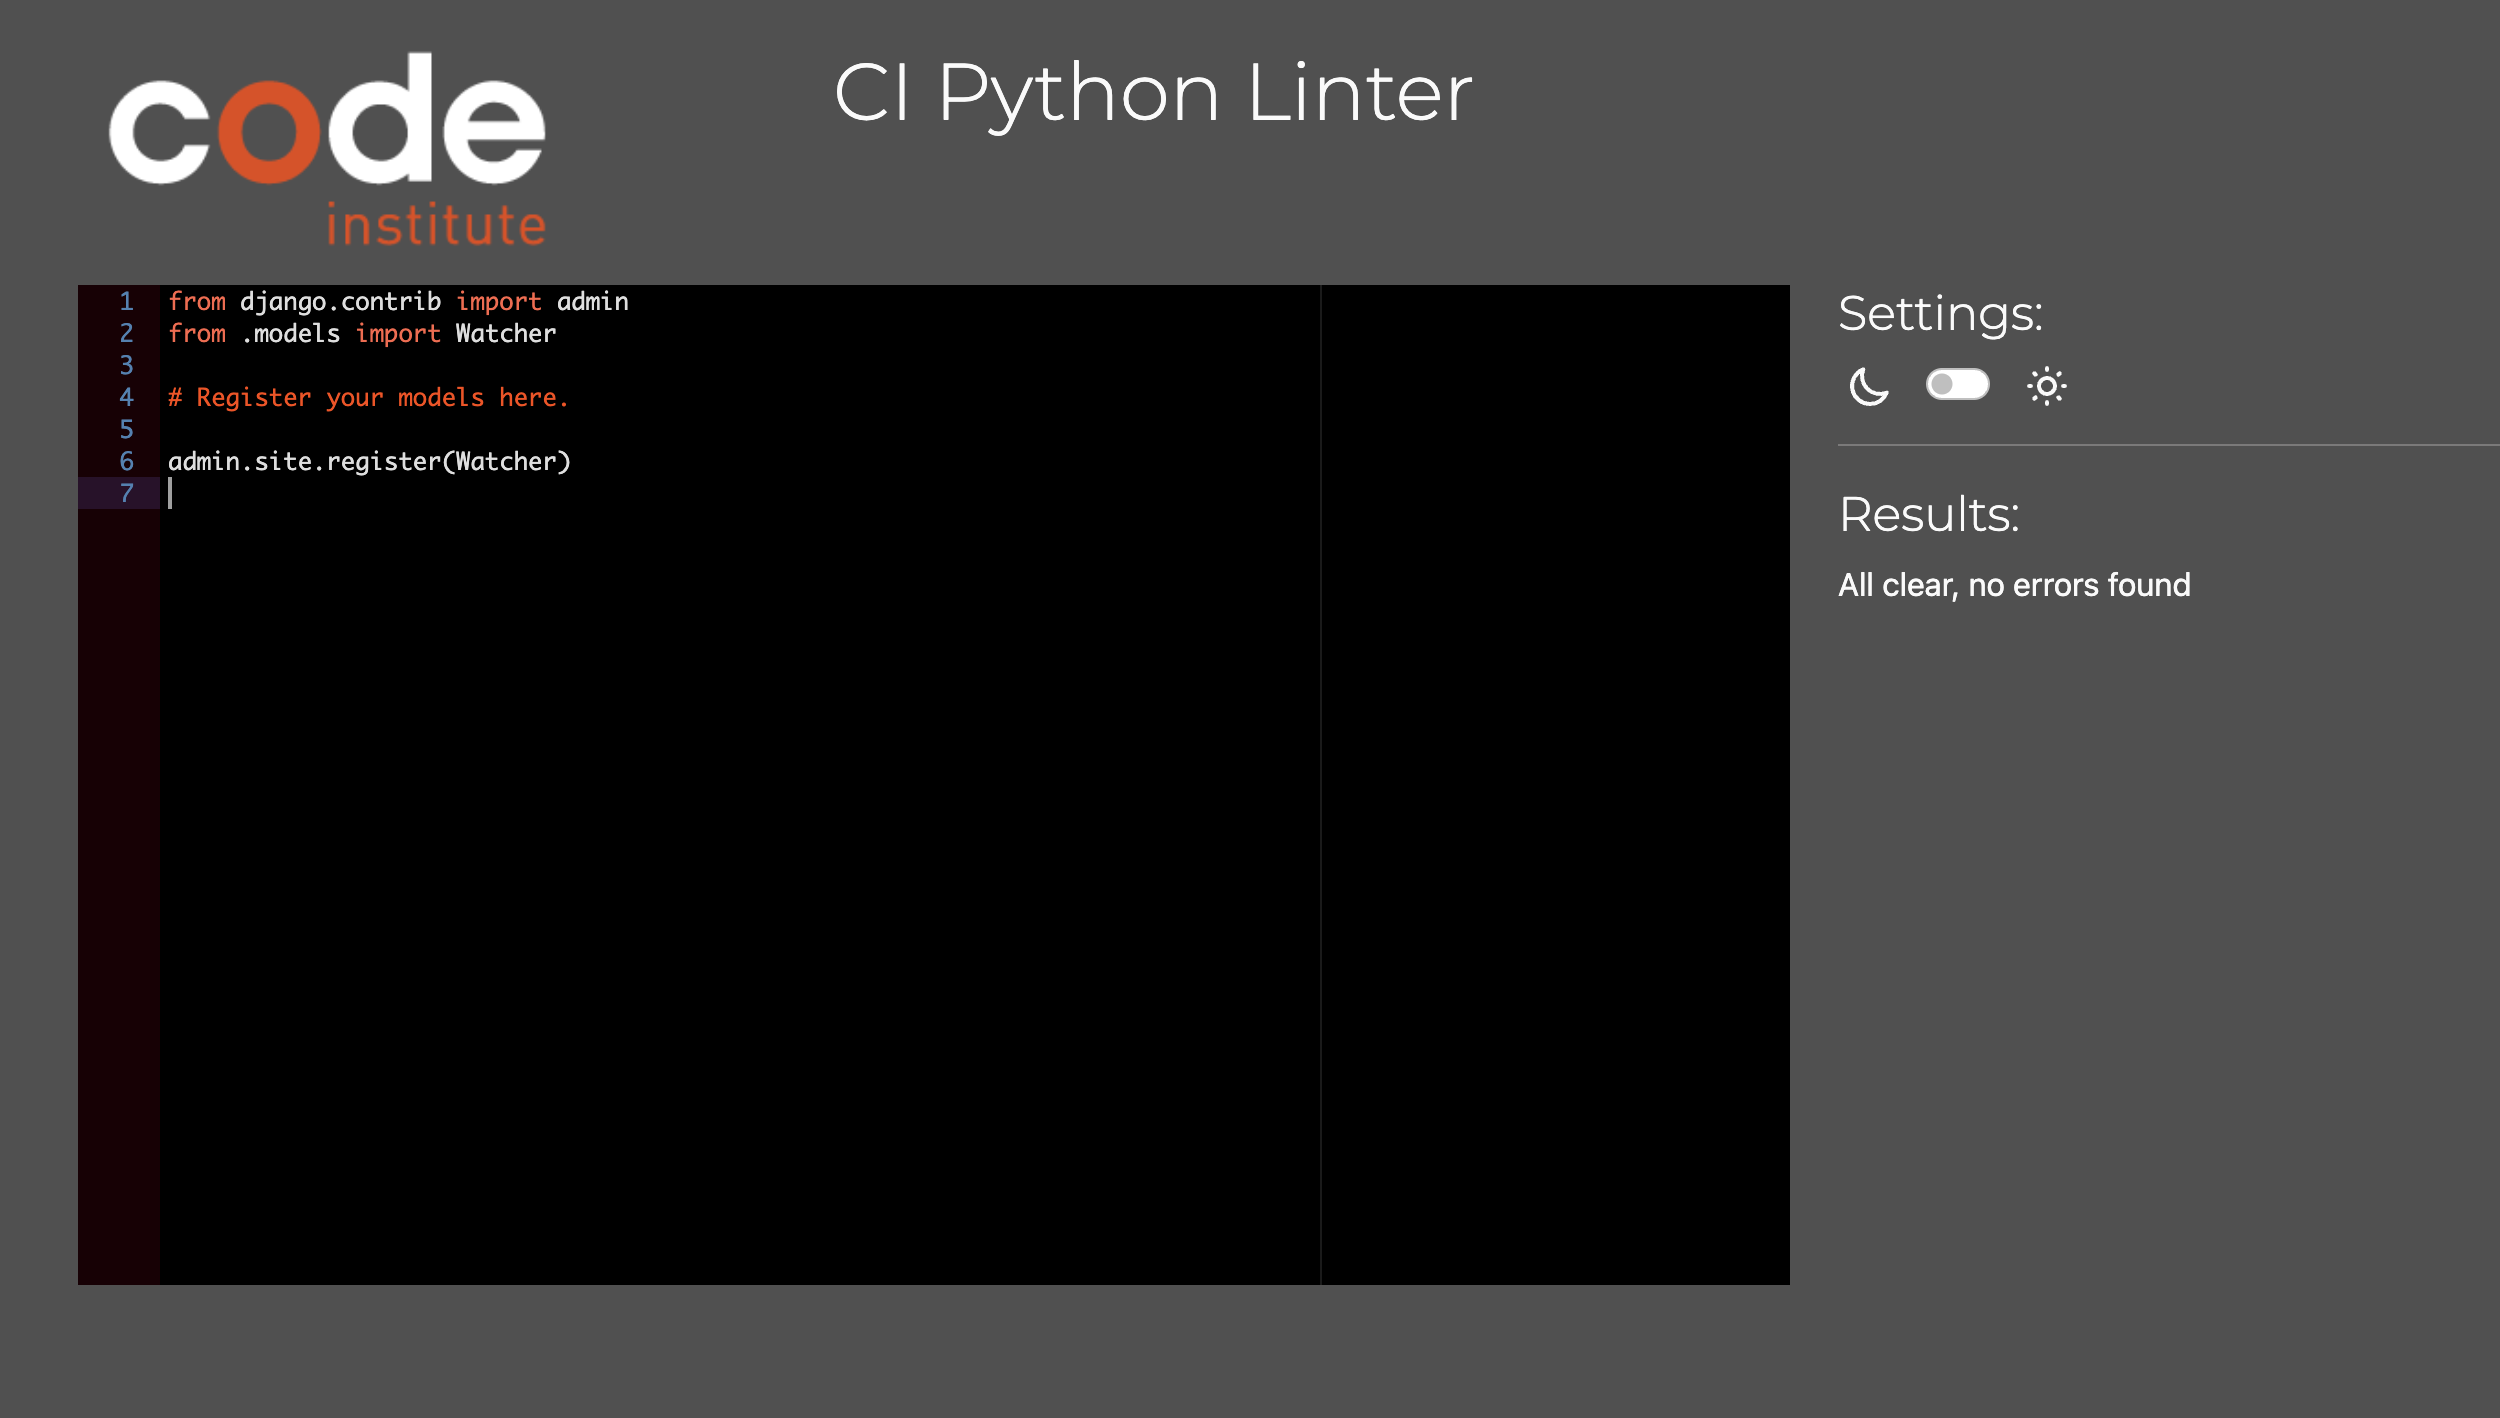 code
institute
CI Python Linter
1 from django.contrib import admin
2 from .models import Watcher
3
4 # Register your models here.
5
6 admin.site.register(Watcher)
7
Settings:
Results:
All clear, no errors found